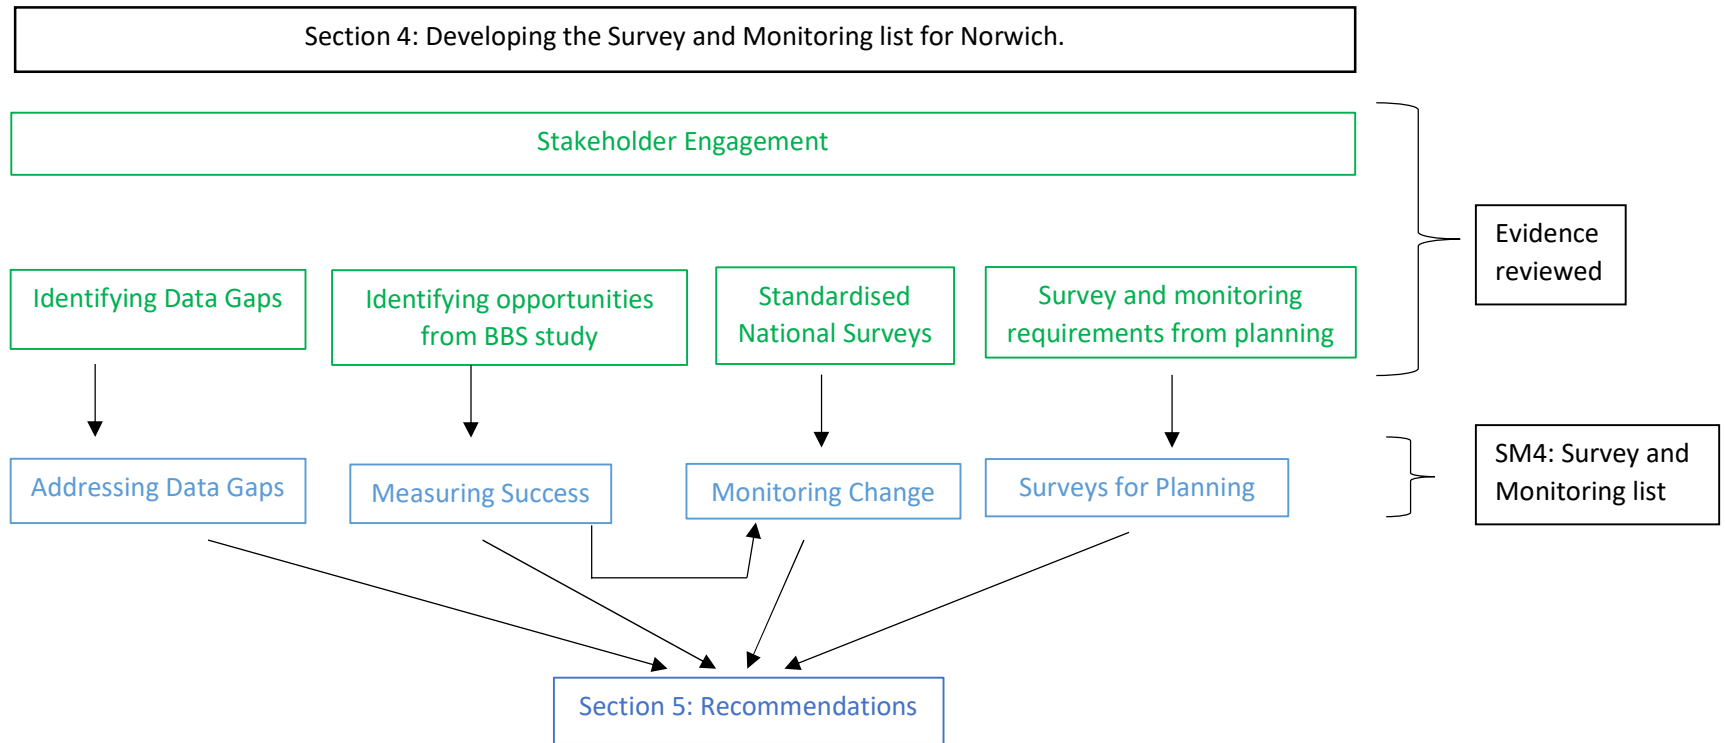 Section 4: Developing the Survey and Monitoring list for Norwich.
Stakeholder Engagement
Evidence
reviewed
Identifying Data Gaps
Identifying opportunities
from BBS study
Standardised
National Surveys
Survey and monitoring
requirements from planning
SM4: Survey and
Monitoring list
Addressing Data Gaps
Measuring Success
Monitoring Change
Surveys for Planning
Section 5: Recommendations